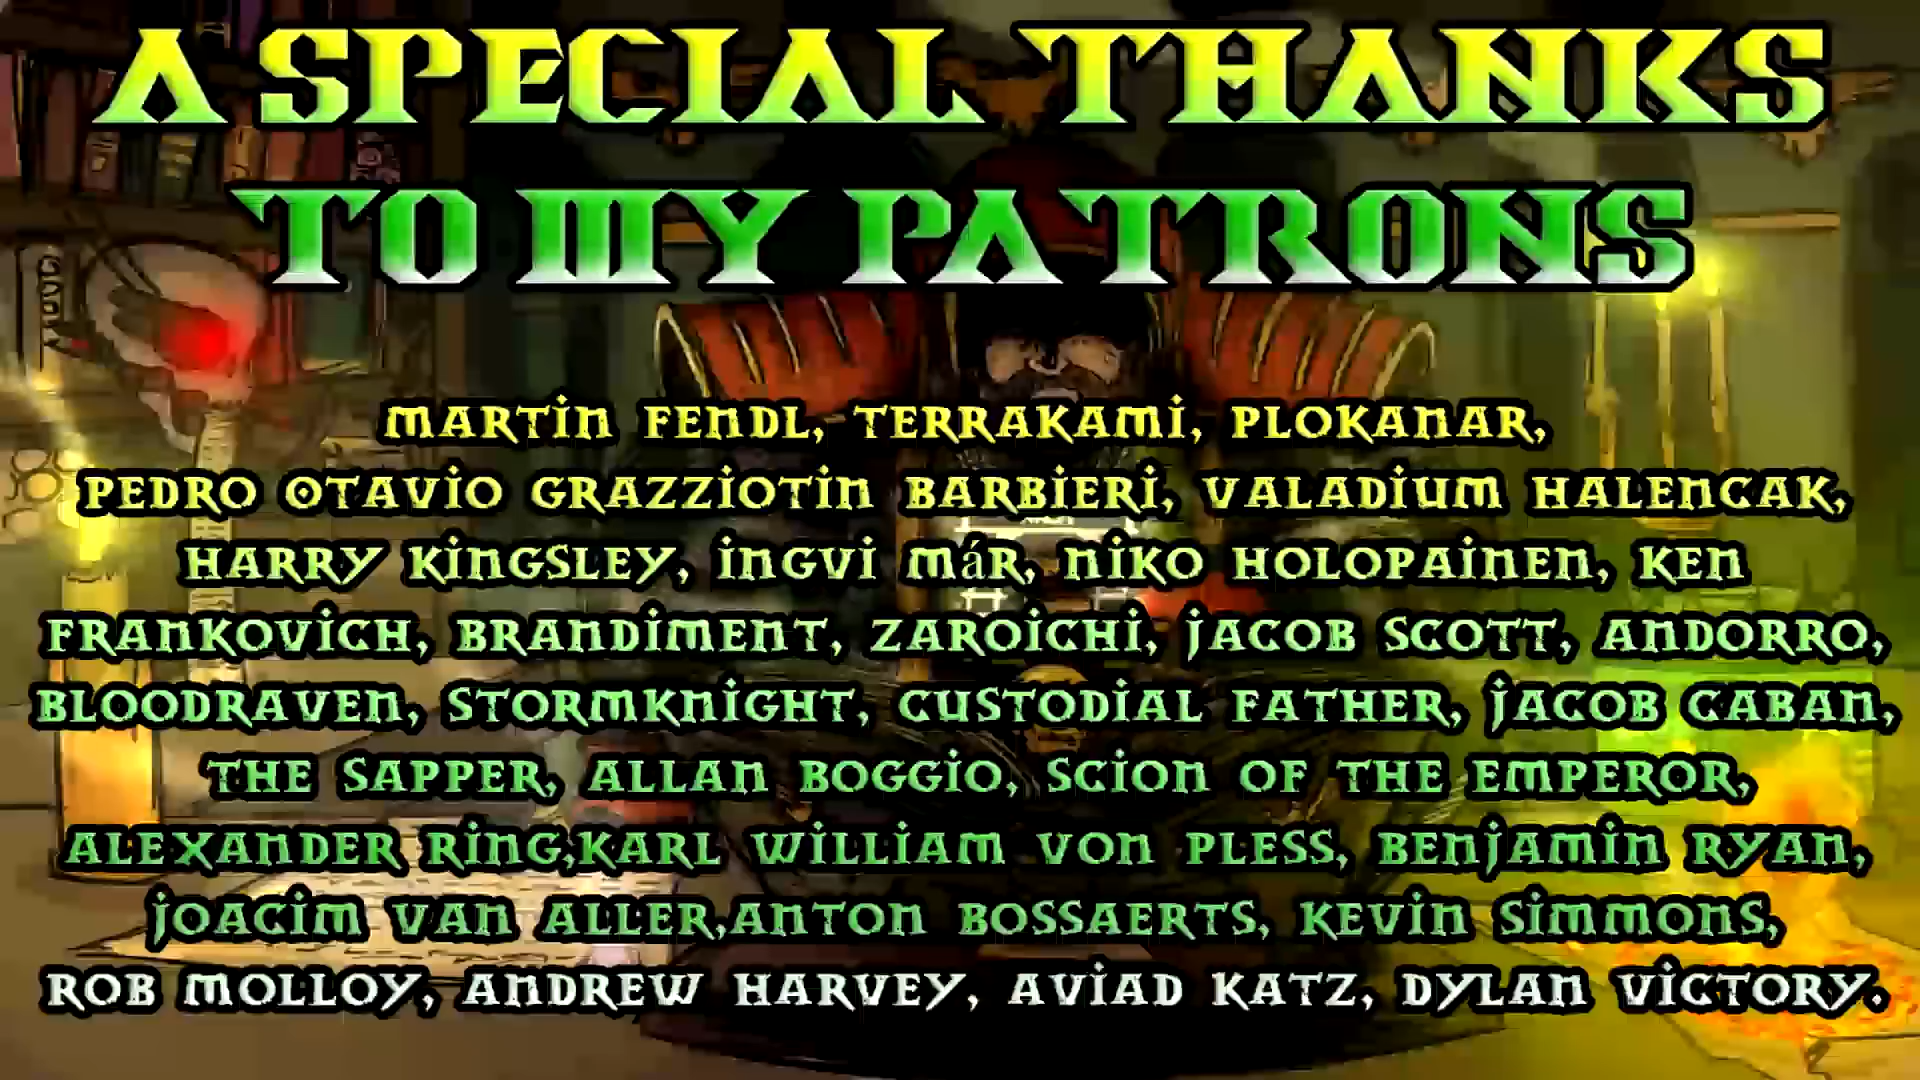 A SPECIAL THANKS
TO MY PATRONS
MARTIN FENDL, TERRAKAMI, PLOKANAR,
PEDRO OTAVIO GRAZZIOTIN BARBIERI, VALADIUM HALENCAK,
HARRY KINGSLEY, INGVI MáR, NIKO HOLOPAINEN, KEN
FRANKOVICH, BRANDIMENT, ZAROICHI, JACOB SCOTT, ANDORRO,
BLOODRAVEN, STORMKNIGHT, CUSTODIAL FATHER, JACOB CABAN,
THE SAPPER, ALLAN BOGGIO, SCION OF THE EMPEROR,
ALEXANDER RING,KARL WILLIAM VON PLESS, BENJAMIN RYAN,
JOACIM VAN ALLER,ANTON BOSSAERTS, KEVIN SIMMONS,
ROB MOLLOY, ANDREW HARVEY, AVIAD KATZ, DYLAN VICTORY.